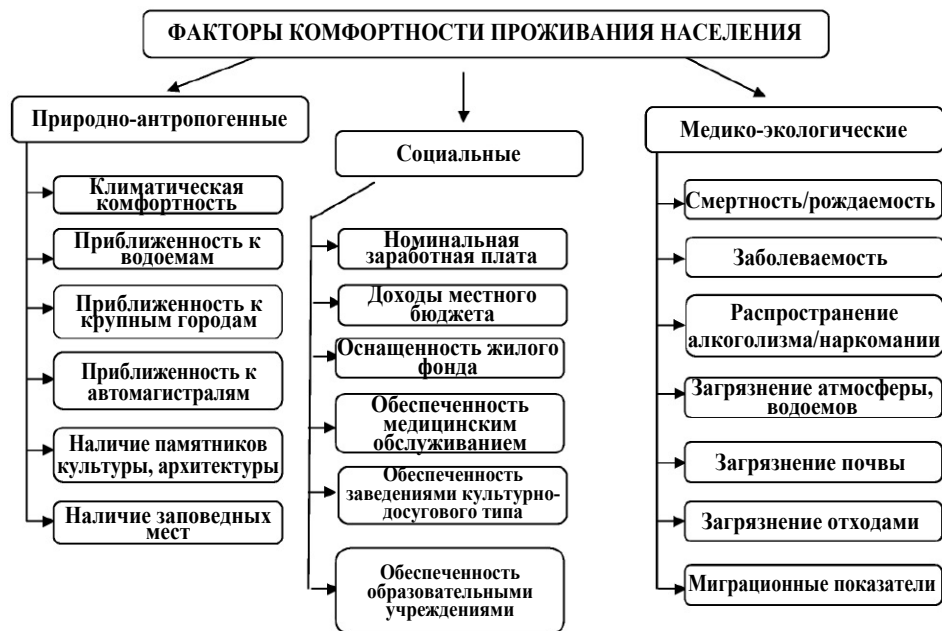 ФАКТОРЫ КОМФОРТНОСТИ ПРОЖИВАНИЯ НАСЕЛЕНИЯ
Природно-антропогенные
Климатическая
комфортность
Приближенность к
водоемам
Приближенность к
крупным городам
Приближенность к
автомагистралям
Наличие памятников
культуры, архитектуры
Наличие заповедных
мест
Социальные
Номинальная
заработная плата
Доходы местного
бюджета
Оснащенность жилого
фонда
Обеспеченность
медицинским
обслуживанием
Обеспеченность
заведениями культурно-
досугового типа
Обеспеченность
образовательными
учреждениями
Медико-экологические
Смертность/рождаемость
Заболеваемость
Распространение
алкоголизма/наркомании
Загрязнение атмосферы,
водоемов
Загрязнение почвы
Загрязнение отходами
Миграционные показатели